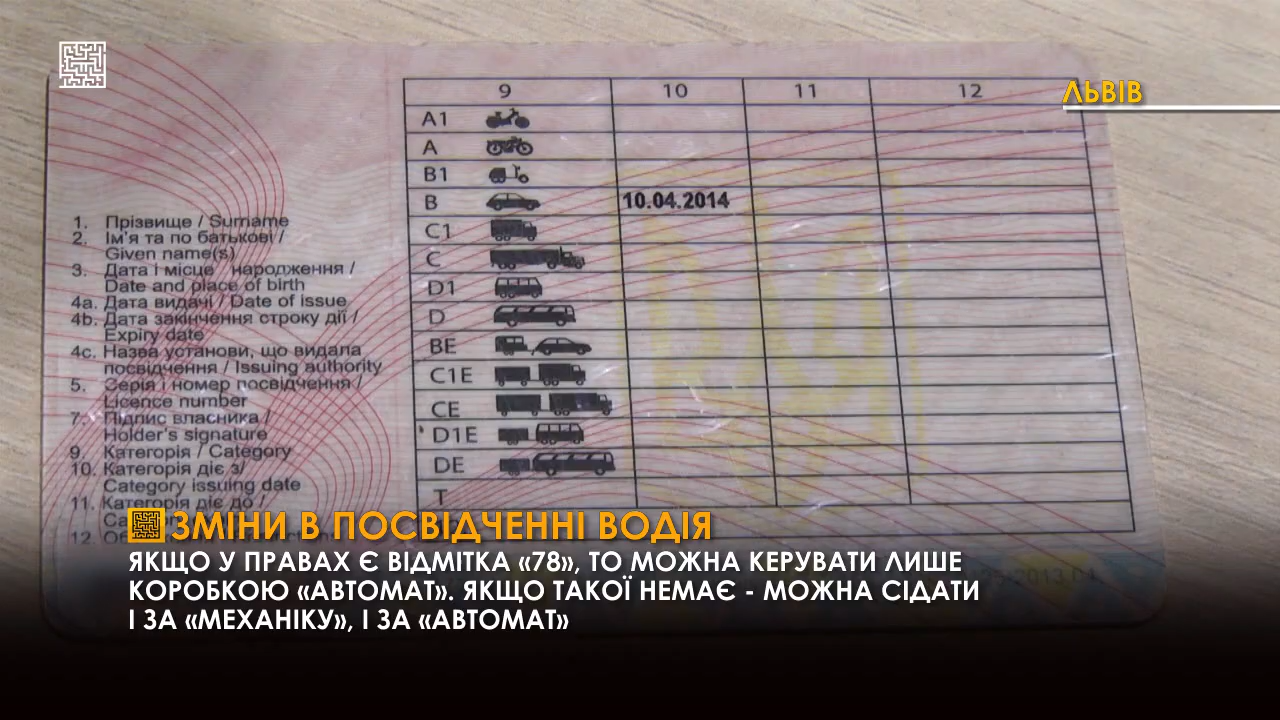 ЛЬВІВ
9 10 11 12
A1
A
B1
B 10.04.2014
C1
C
D1
D
BE
C1E
CE
D1E
DE
T
1. Прізвище / Surname
2. Ім'я та по батькові /
Given name(s)
3. Дата і місце народження /
Date and place of birth
4a. Дата видачі / Date of issue
4b. Дата закінчення строку дії /
Expiry date
4c. Назва установи, що видала
посвідчення / Issuing authority
5. Серія і номер посвідчення /
Licence number
7. Підпис власника /
Holder's signature
9. Категорія / Category
10. Категорія діє з/
Category issuing date
11. Категорія діє до /
12.
ЗМІНИ В ПОСВІДЧЕННІ ВОДІЯ
ЯКЩО У ПРАВАХ Є ВІДМІТКА «78», ТО МОЖНА КЕРУВАТИ ЛИШЕ
КОРОБКОЮ «АВТОМАТ». ЯКЩО ТАКОЇ НЕМАЄ - МОЖНА СІДАТИ
І ЗА «МЕХАНІКУ», І ЗА «АВТОМАТ»